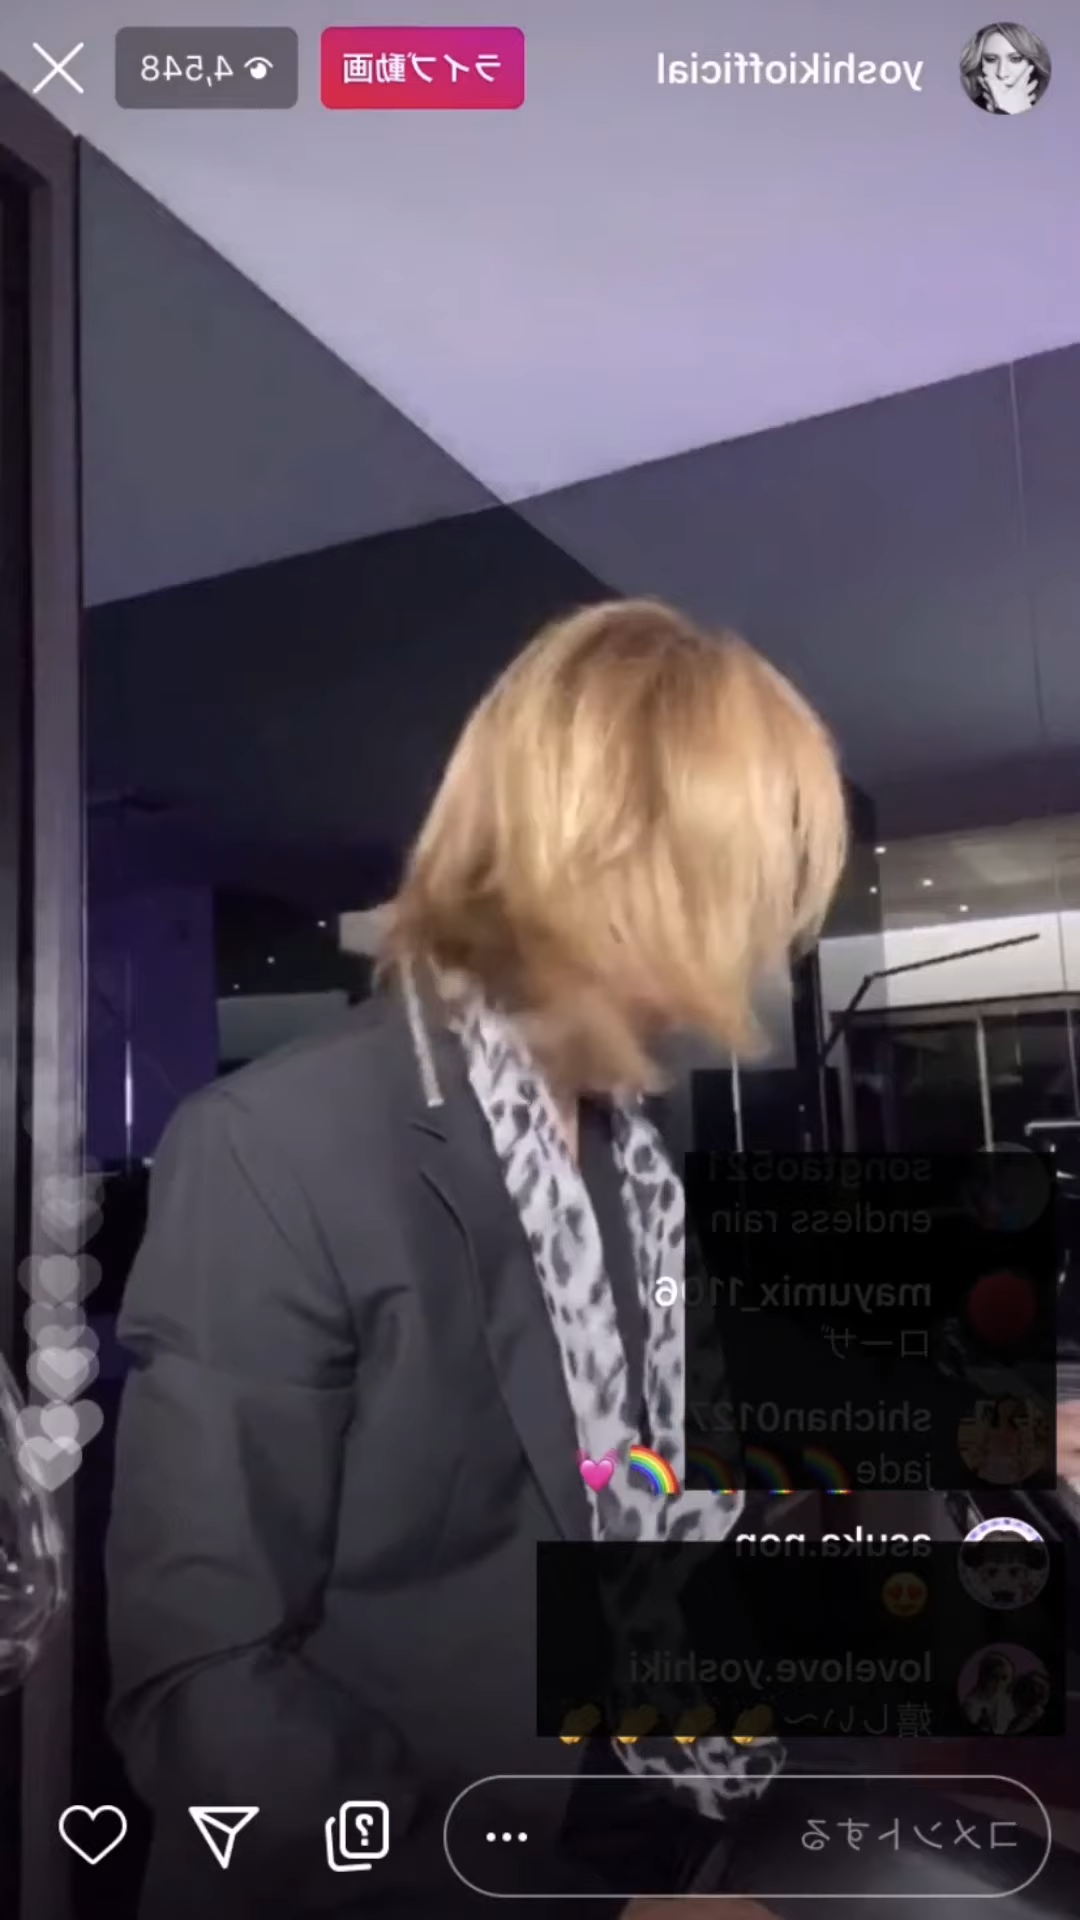 yoshikiofficial ライブ動画 4,548
songtao521
endless rain
mayumix_1106
ローザ
shichan0127
jade🌈🌈🌈🌈💓
asuka.non
😍
lovelove.yoshiki
嬉しい〜👏👏👏👏
コメントする